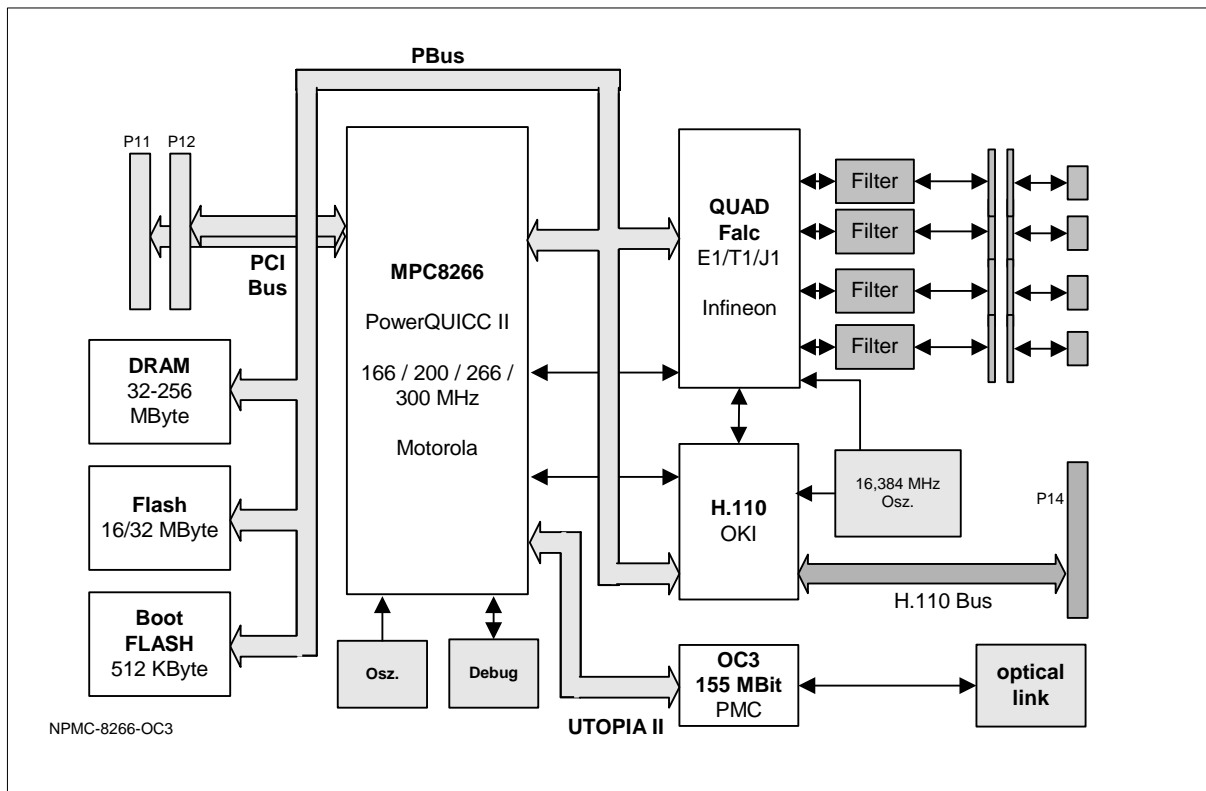 PBus
P11
P12
PCI
Bus
MPC8266
PowerQUICC II
166 / 200 / 266 /
300 MHz
Motorola
QUAD
Falc
E1/T1/J1
Infineon
Filter
Filter
Filter
Filter
DRAM
32-256
MByte
Flash
16/32 MByte
Boot
FLASH
512 KByte
H.110
OKI
16,384 MHz
Osz.
P14
H.110 Bus
Osz.
Debug
OC3
155 MBit
PMC
optical
link
UTOPIA II
NPMC-8266-OC3